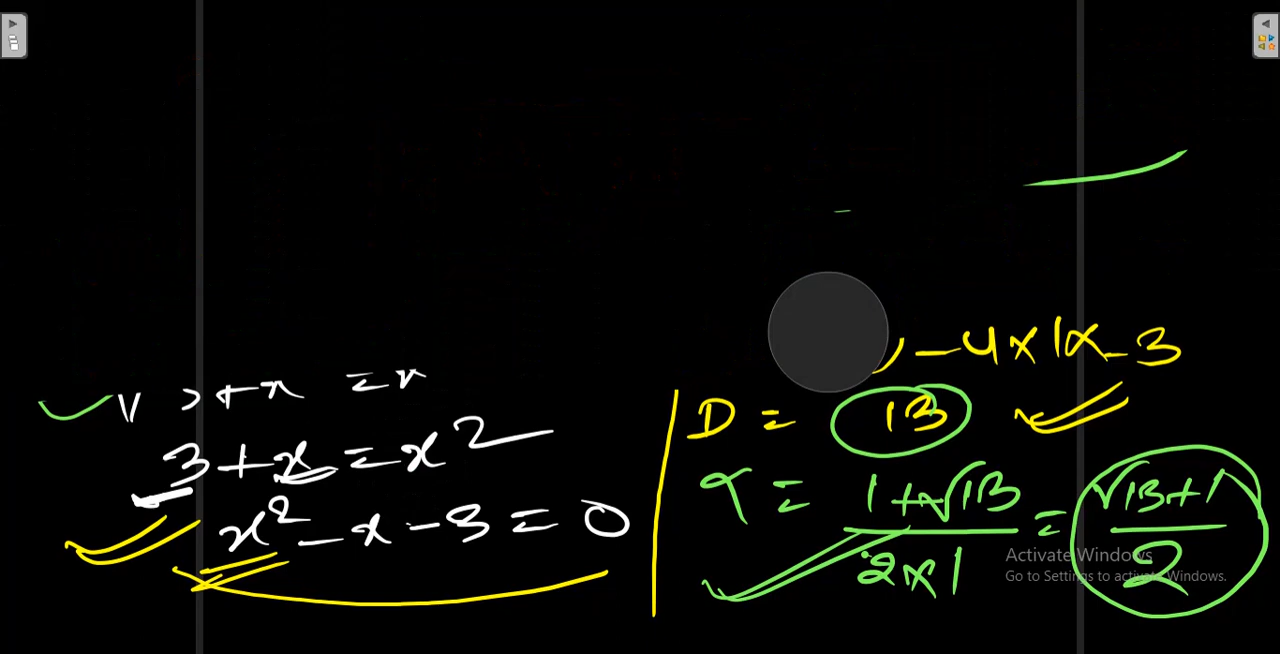 3 + x = x²
x² - x - 3 = 0
- 4 x 1 x - 3
D = 13
= 1 + √13 / 2 x 1 = √13 + 1 / 2
Activate Windows
Go to Settings to activate Windows.